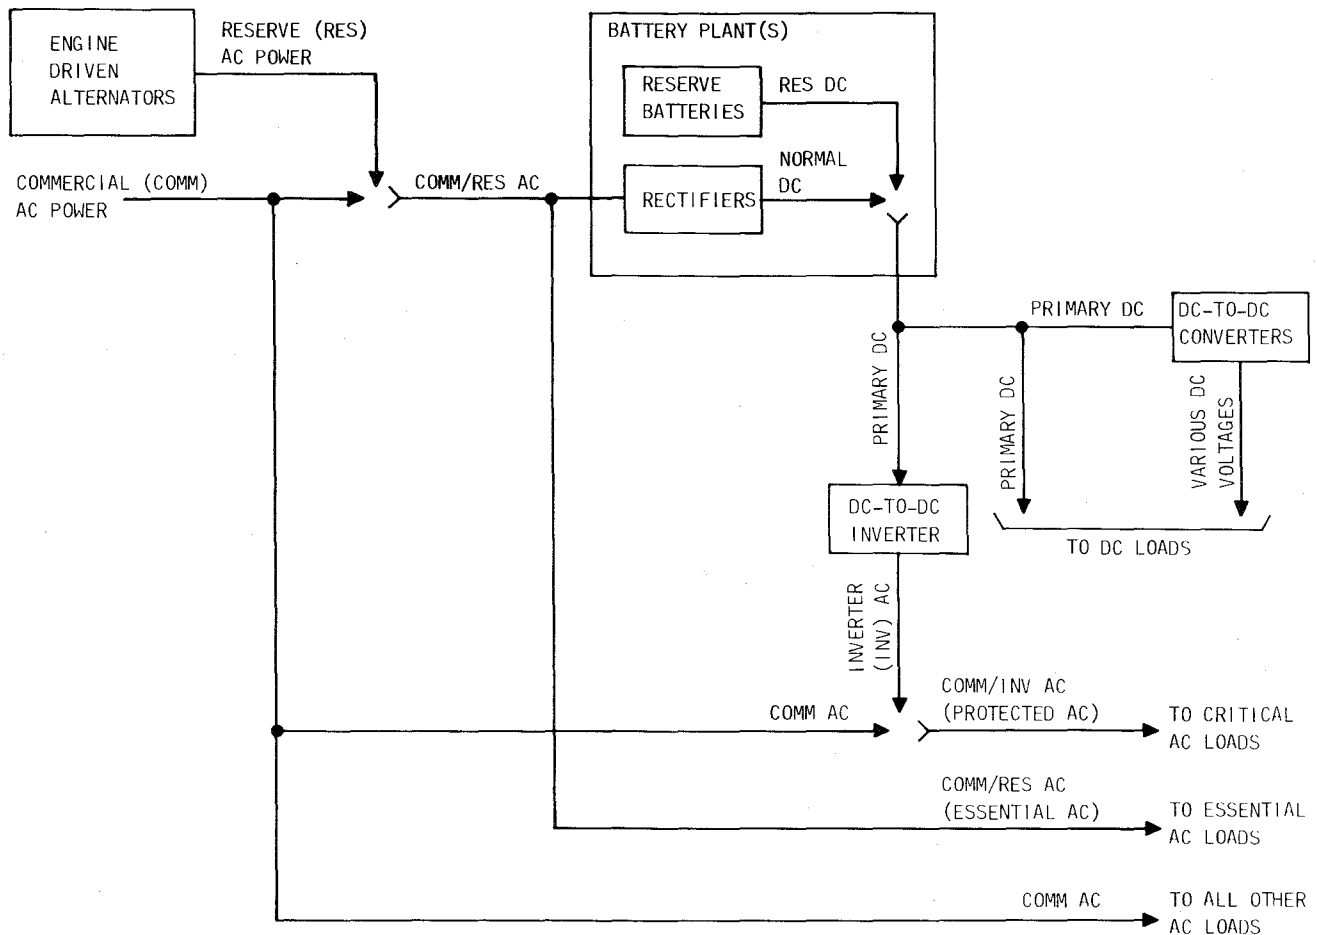 ENGINE
DRIVEN
ALTERNATORS
RESERVE (RES)
AC POWER
COMMERCIAL (COMM)
AC POWER
COMM/RES AC
BATTERY PLANT(S)
RESERVE
BATTERIES
RES DC
RECTIFIERS
NORMAL
DC
PRIMARY DC
PRIMARY DC
DC-TO-DC
CONVERTERS
PRIMARY DC
VARIOUS DC
VOLTAGES
TO DC LOADS
DC-TO-DC
INVERTER
INVERTER
(INV) AC
COMM AC
COMM/INV AC
(PROTECTED AC)
TO CRITICAL
AC LOADS
COMM/RES AC
(ESSENTIAL AC)
TO ESSENTIAL
AC LOADS
COMM AC
TO ALL OTHER
AC LOADS